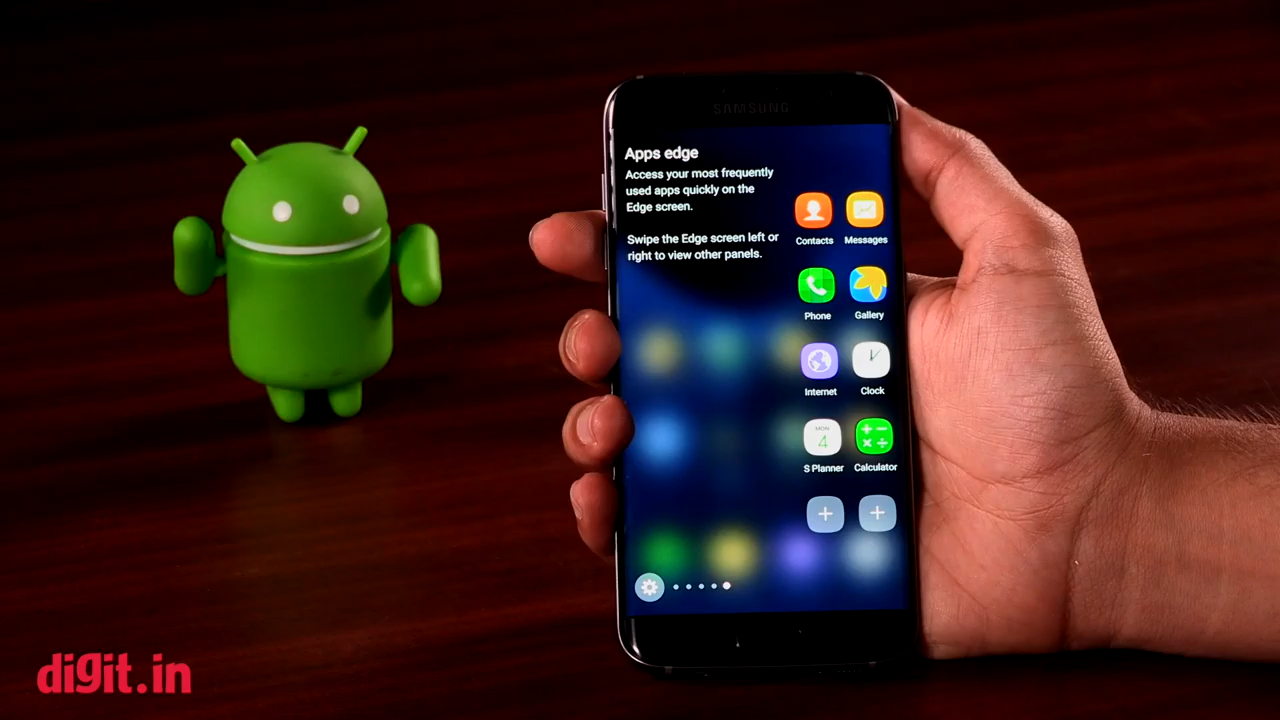 SAMSUNG
Apps edge
Access your most frequently
used apps quickly on the
Edge screen.
Swipe the Edge screen left or
right to view other panels.
Contacts
Messages
Phone
Gallery
Internet
Clock
MON
4
S Planner
Calculator
digit.in